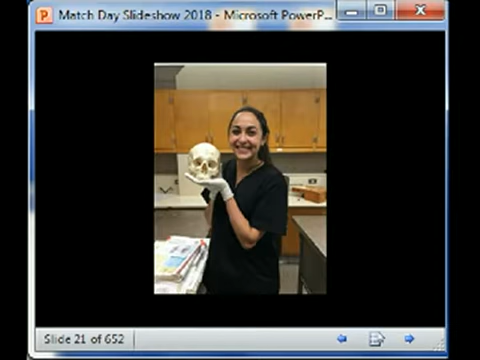 Match Day Slideshow 2018 - Microsoft PowerP...
Slide 21 of 652